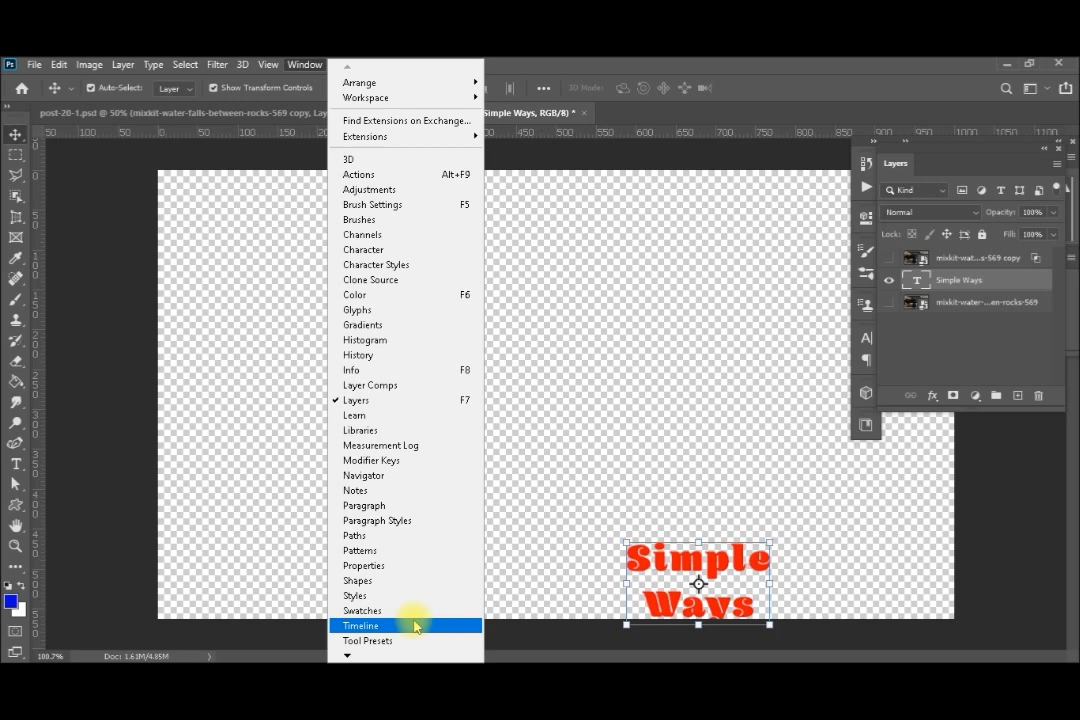 Ps File Edit Image Layer Type Select Filter 3D View Window
Auto-Select: Layer Show Transform Controls 3D Mode:
post-20-1.psd @ 50% (mixkit-water-falls-between-rocks-569 copy, Lay
Simple Ways, RGB/8) *
Arrange
Workspace
Find Extensions on Exchange...
Extensions
3D
Actions Alt+F9
Adjustments
Brush Settings F5
Brushes
Channels
Character
Character Styles
Clone Source
Color F6
Glyphs
Gradients
Histogram
History
Info F8
Layer Comps
Layers F7
Learn
Libraries
Measurement Log
Modifier Keys
Navigator
Notes
Paragraph
Paragraph Styles
Paths
Patterns
Properties
Shapes
Styles
Swatches
Timeline
Tool Presets
Layers
Kind
Normal Opacity: 100%
Lock: Fill: 100%
mixkit-wat...s-569 copy
Simple Ways
mixkit-water-...en-rocks-569
Simple
Ways
100.7% Doc: 1.61M/4.85M